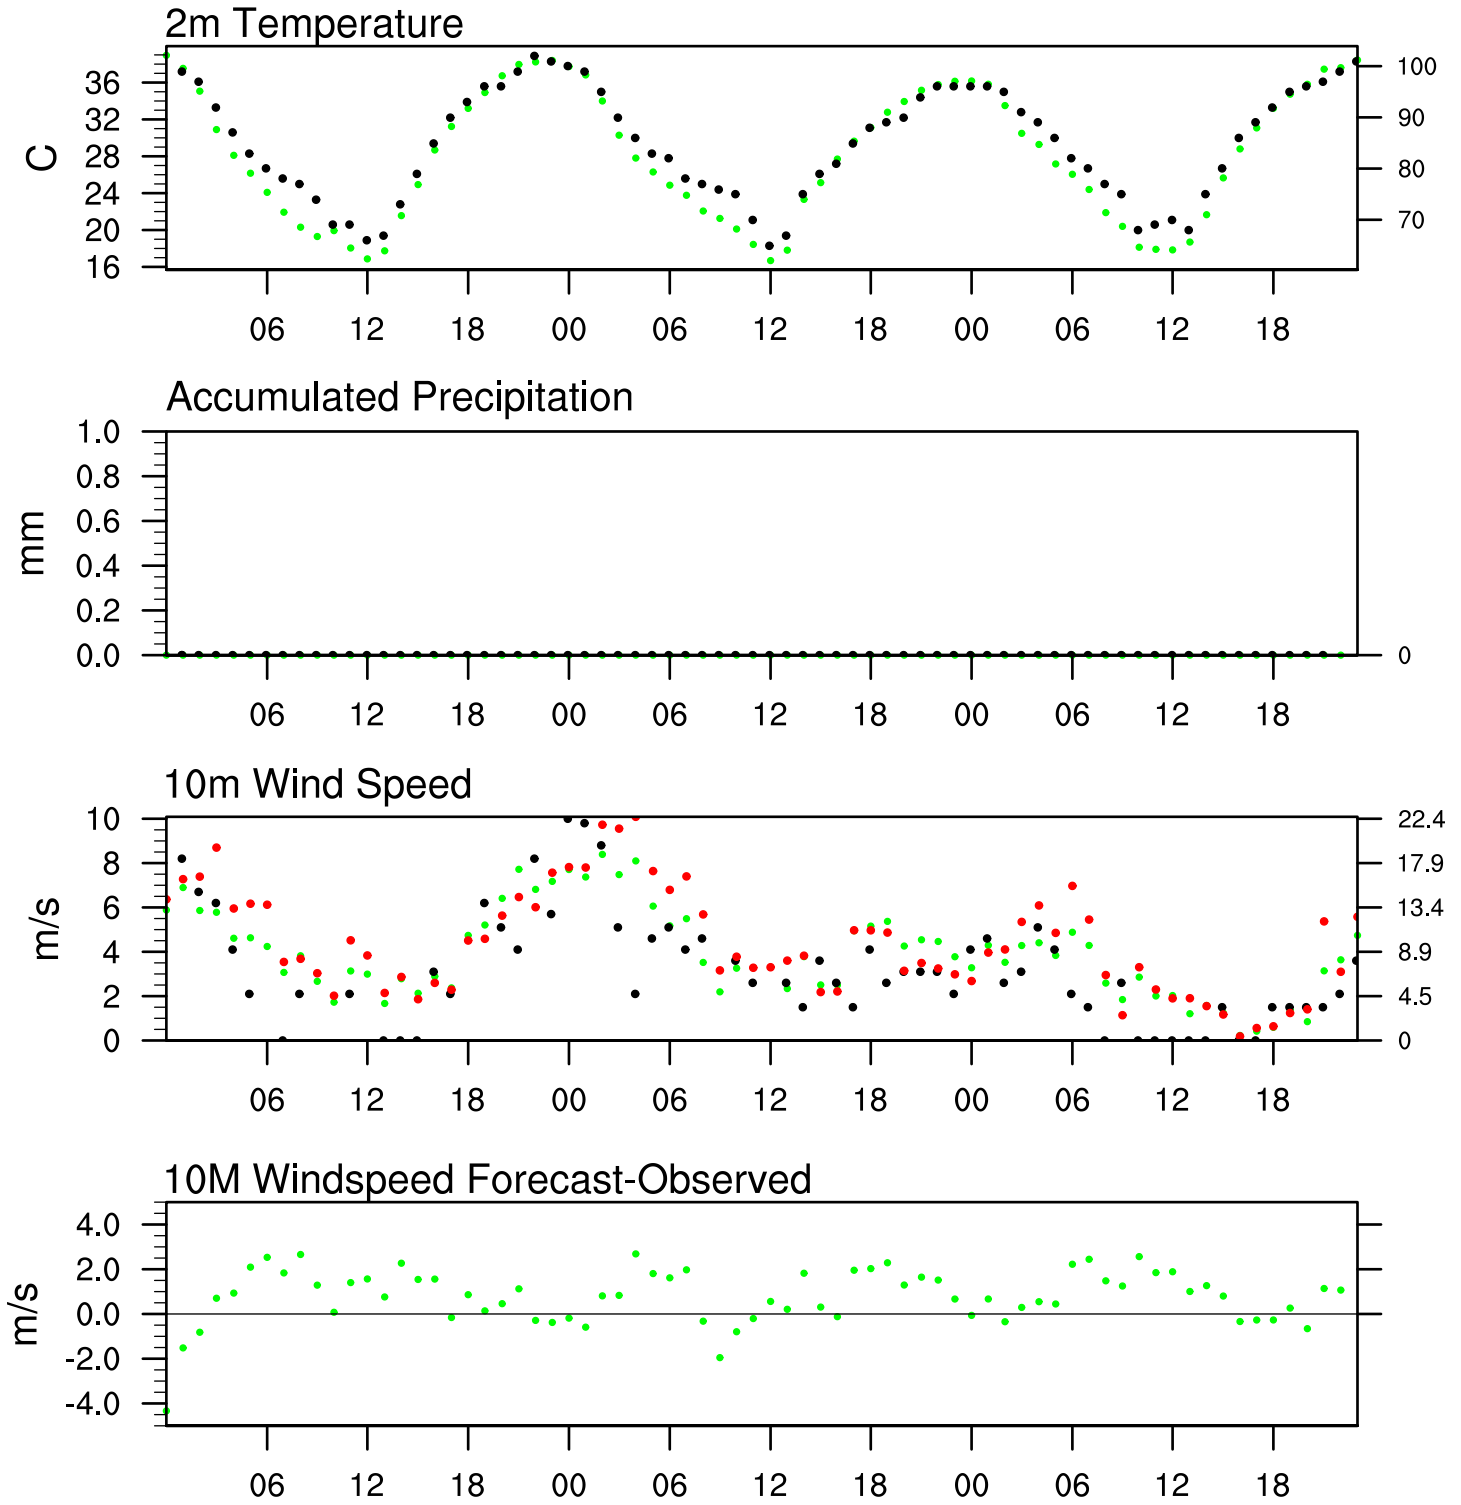 2m Temperature
36
32
28
24
20
16
C
100
90
80
70
06 12 18 00 06 12 18 00 06 12 18
Accumulated Precipitation
1.0
0.8
0.6
0.4
0.2
0.0
mm
0
06 12 18 00 06 12 18 00 06 12 18
10m Wind Speed
10
8
6
4
2
0
m/s
22.4
17.9
13.4
8.9
4.5
0
06 12 18 00 06 12 18 00 06 12 18
10M Windspeed Forecast-Observed
4.0
2.0
0.0
-2.0
-4.0
m/s
06 12 18 00 06 12 18 00 06 12 18